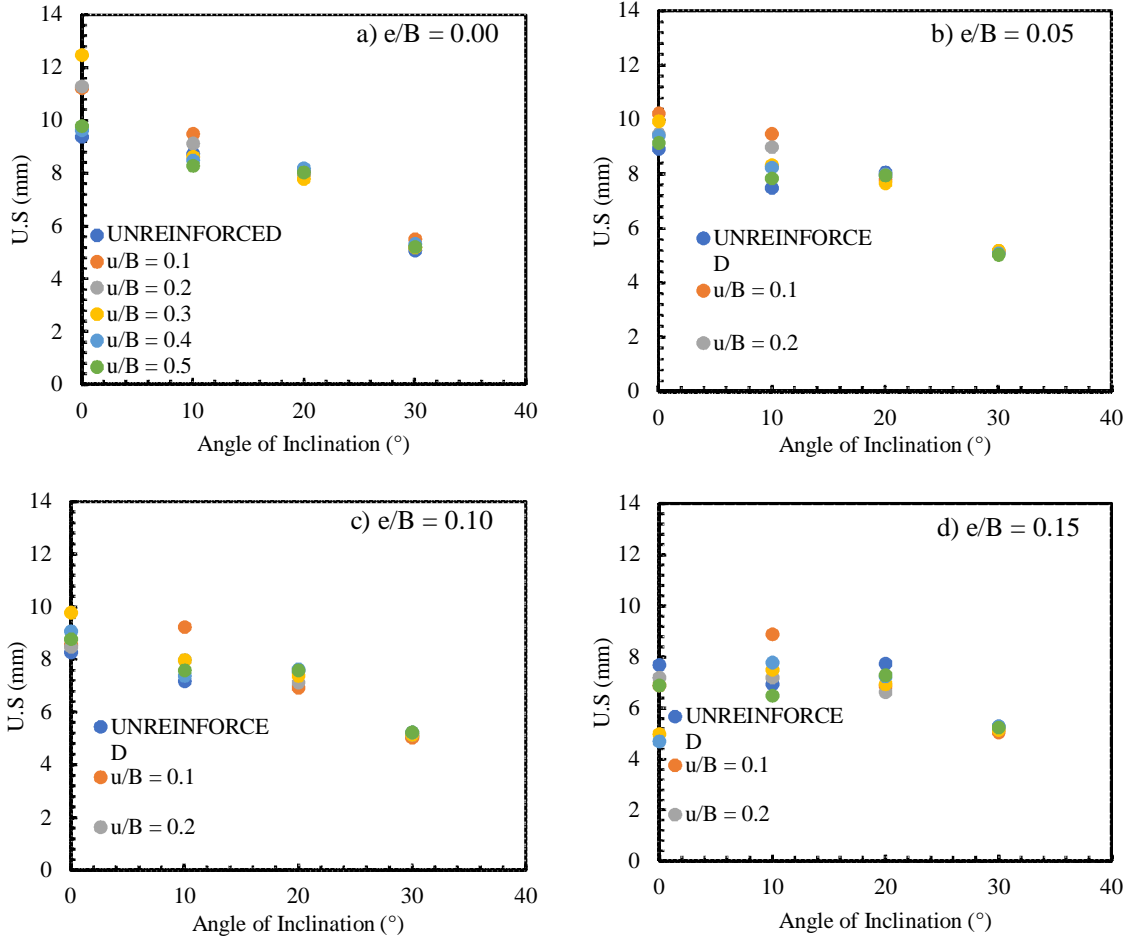 a) e/B = 0.00
14
12
10
8
6
4
2
0
U.S (mm)
UNREINFORCED
u/B = 0.1
u/B = 0.2
u/B = 0.3
u/B = 0.4
u/B = 0.5
0 10 20 30 40
Angle of Inclination (°)
b) e/B = 0.05
14
12
10
8
6
4
2
0
U.S (mm)
UNREINFORCE
D
u/B = 0.1
u/B = 0.2
0 10 20 30 40
Angle of Inclination (°)
c) e/B = 0.10
14
12
10
8
6
4
2
0
U.S (mm)
UNREINFORCE
D
u/B = 0.1
u/B = 0.2
0 10 20 30 40
Angle of Inclination (°)
d) e/B = 0.15
14
12
10
8
6
4
2
0
U.S (mm)
UNREINFORCE
D
u/B = 0.1
u/B = 0.2
0 10 20 30 40
Angle of Inclination (°)